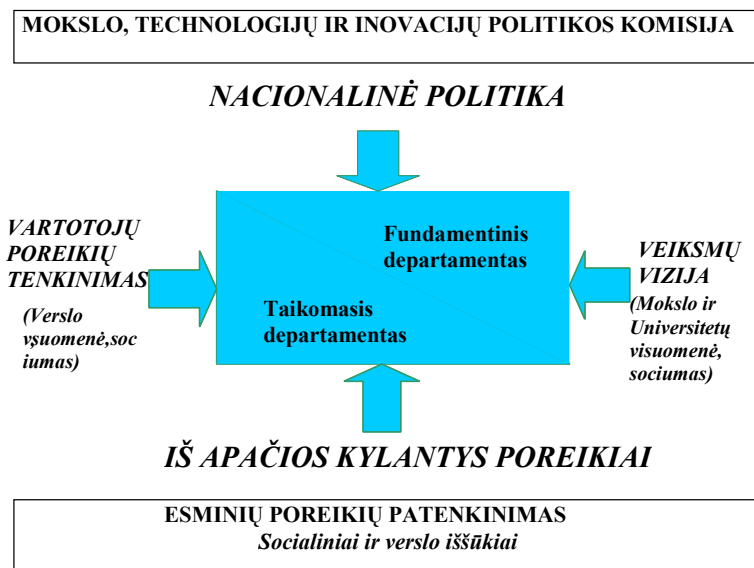 MOKSLO, TECHNOLOGIJŲ IR INOVACIJŲ POLITIKOS KOMISIJA
NACIONALINĖ POLITIKA
VARTOTOJŲ
POREIKIŲ
TENKINIMAS
(Verslo
vşuomenė,soc
iumas)
Fundamentinis
departamentas
Taikomasis
departamentas
VEIKSMŲ
VIZIJA
(Mokslo ir
Universitetų
visuomenė,
sociumas)
IŠ APAČIOS KYLANTYS POREIKIAI
ESMINIŲ POREIKIŲ PATENKINIMAS
Socialiniai ir verslo iššūkiai